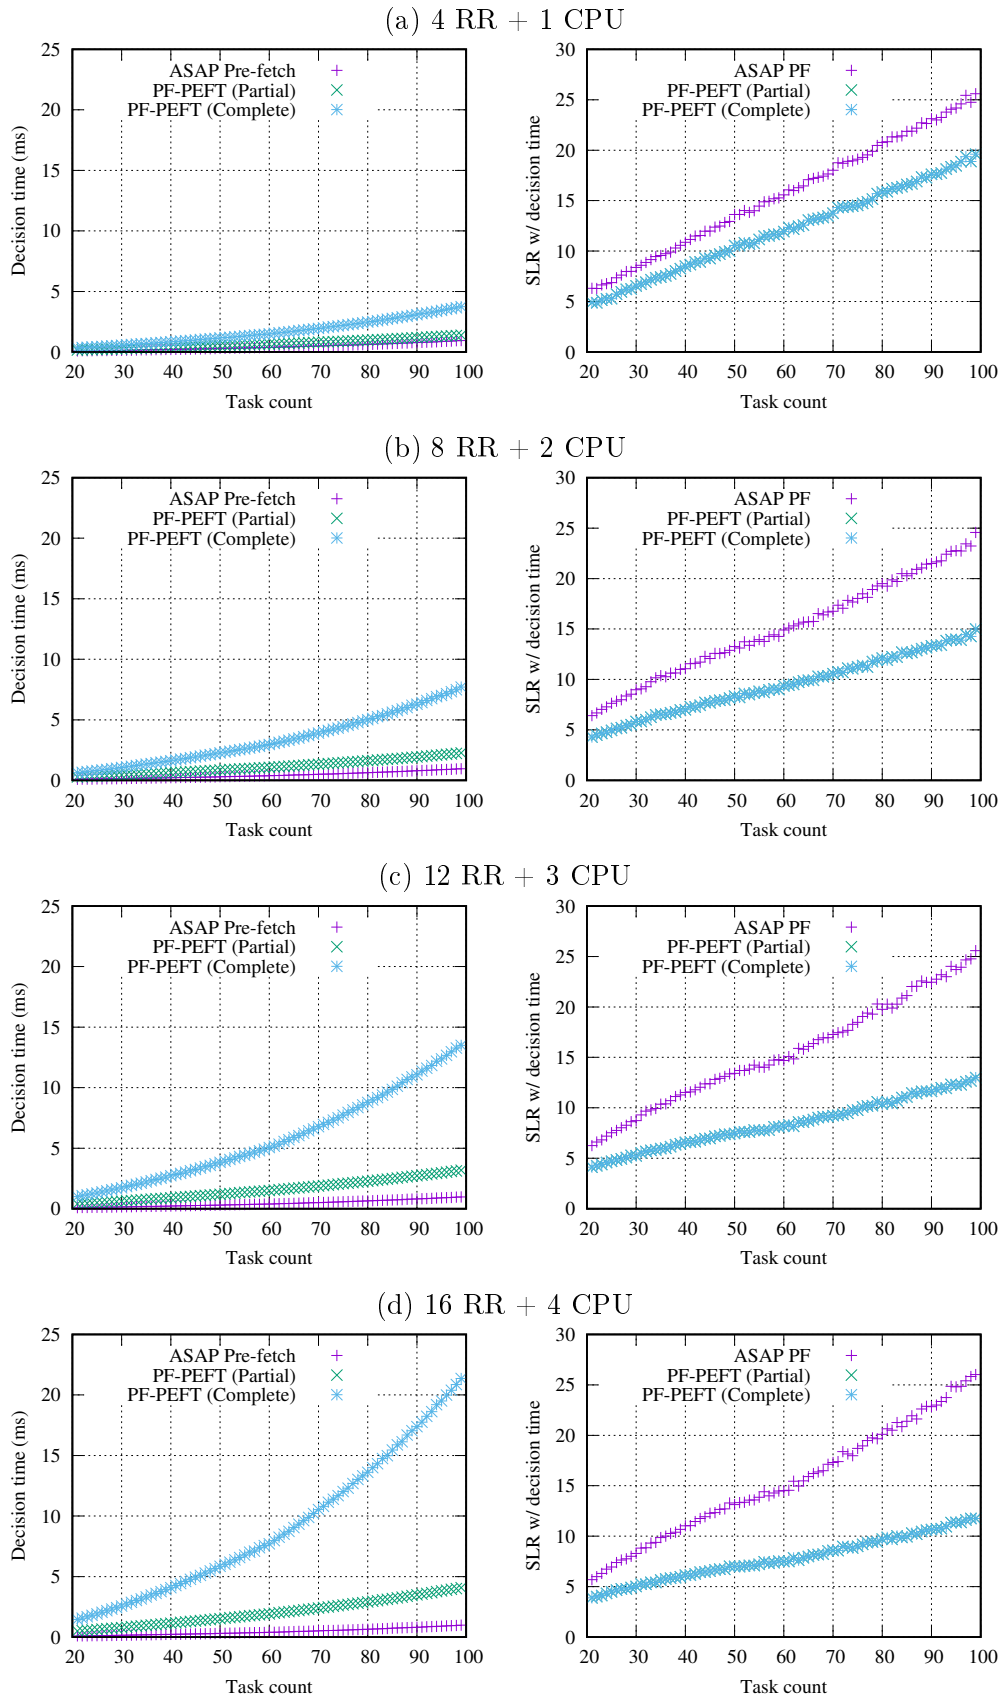 (a) 4 RR + 1 CPU
25
20
15
10
5
0
Decision time (ms)
ASAP Pre-fetch
PF-PEFT (Partial)
PF-PEFT (Complete)
20 30 40 50 60 70 80 90 100
Task count
30
25
20
15
10
5
0
SLR w/ decision time
ASAP PF
PF-PEFT (Partial)
PF-PEFT (Complete)
20 30 40 50 60 70 80 90 100
Task count
(b) 8 RR + 2 CPU
25
20
15
10
5
0
Decision time (ms)
ASAP Pre-fetch
PF-PEFT (Partial)
PF-PEFT (Complete)
20 30 40 50 60 70 80 90 100
Task count
30
25
20
15
10
5
0
SLR w/ decision time
ASAP PF
PF-PEFT (Partial)
PF-PEFT (Complete)
20 30 40 50 60 70 80 90 100
Task count
(c) 12 RR + 3 CPU
25
20
15
10
5
0
Decision time (ms)
ASAP Pre-fetch
PF-PEFT (Partial)
PF-PEFT (Complete)
20 30 40 50 60 70 80 90 100
Task count
30
25
20
15
10
5
0
SLR w/ decision time
ASAP PF
PF-PEFT (Partial)
PF-PEFT (Complete)
20 30 40 50 60 70 80 90 100
Task count
(d) 16 RR + 4 CPU
25
20
15
10
5
0
Decision time (ms)
ASAP Pre-fetch
PF-PEFT (Partial)
PF-PEFT (Complete)
20 30 40 50 60 70 80 90 100
Task count
30
25
20
15
10
5
0
SLR w/ decision time
ASAP PF
PF-PEFT (Partial)
PF-PEFT (Complete)
20 30 40 50 60 70 80 90 100
Task count